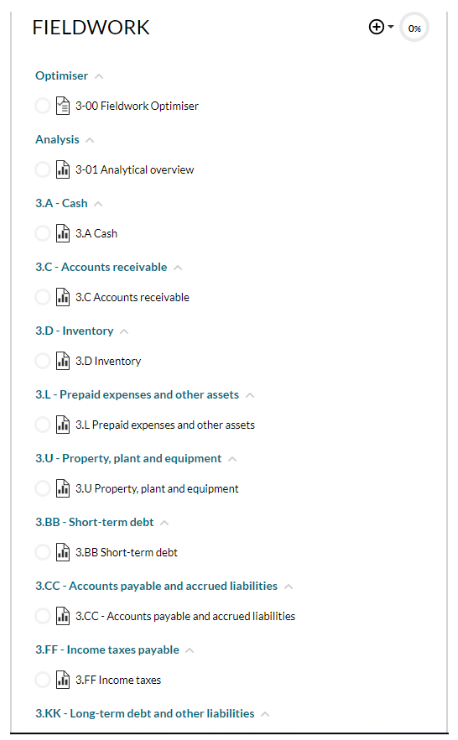 FIELDWORK
0%
Optimiser
3-00 Fieldwork Optimiser
Analysis
3-01 Analytical overview
3.A - Cash
3.A Cash
3.C - Accounts receivable
3.C Accounts receivable
3.D - Inventory
3.D Inventory
3.L - Prepaid expenses and other assets
3.L Prepaid expenses and other assets
3.U - Property, plant and equipment
3.U Property, plant and equipment
3.BB - Short-term debt
3.BB Short-term debt
3.CC - Accounts payable and accrued liabilities
3.CC - Accounts payable and accrued liabilities
3.FF - Income taxes payable
3.FF Income taxes
3.KK - Long-term debt and other liabilities